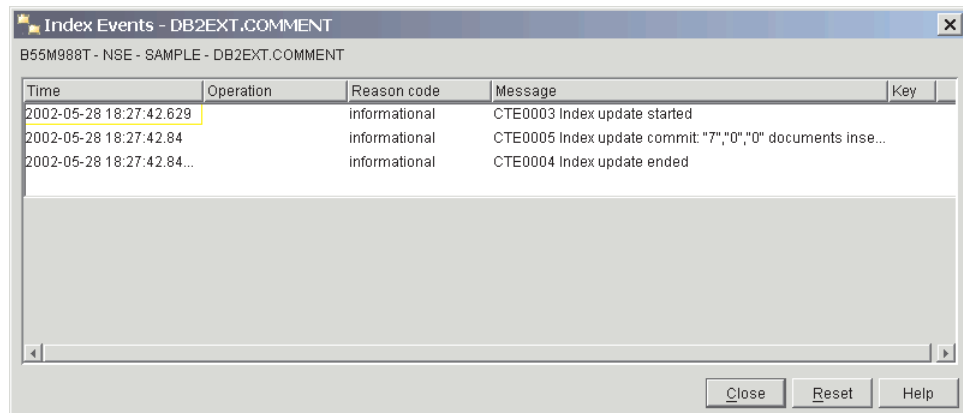 Index Events - DB2EXT.COMMENT
B55M988T - NSE - SAMPLE - DB2EXT.COMMENT
Time Operation Reason code Message Key
2002-05-28 18:27:42.629 informational CTE0003 Index update started
2002-05-28 18:27:42.84 informational CTE0005 Index update commit: "7","0","0" documents inse...
2002-05-28 18:27:42.84... informational CTE0004 Index update ended
Close Reset Help